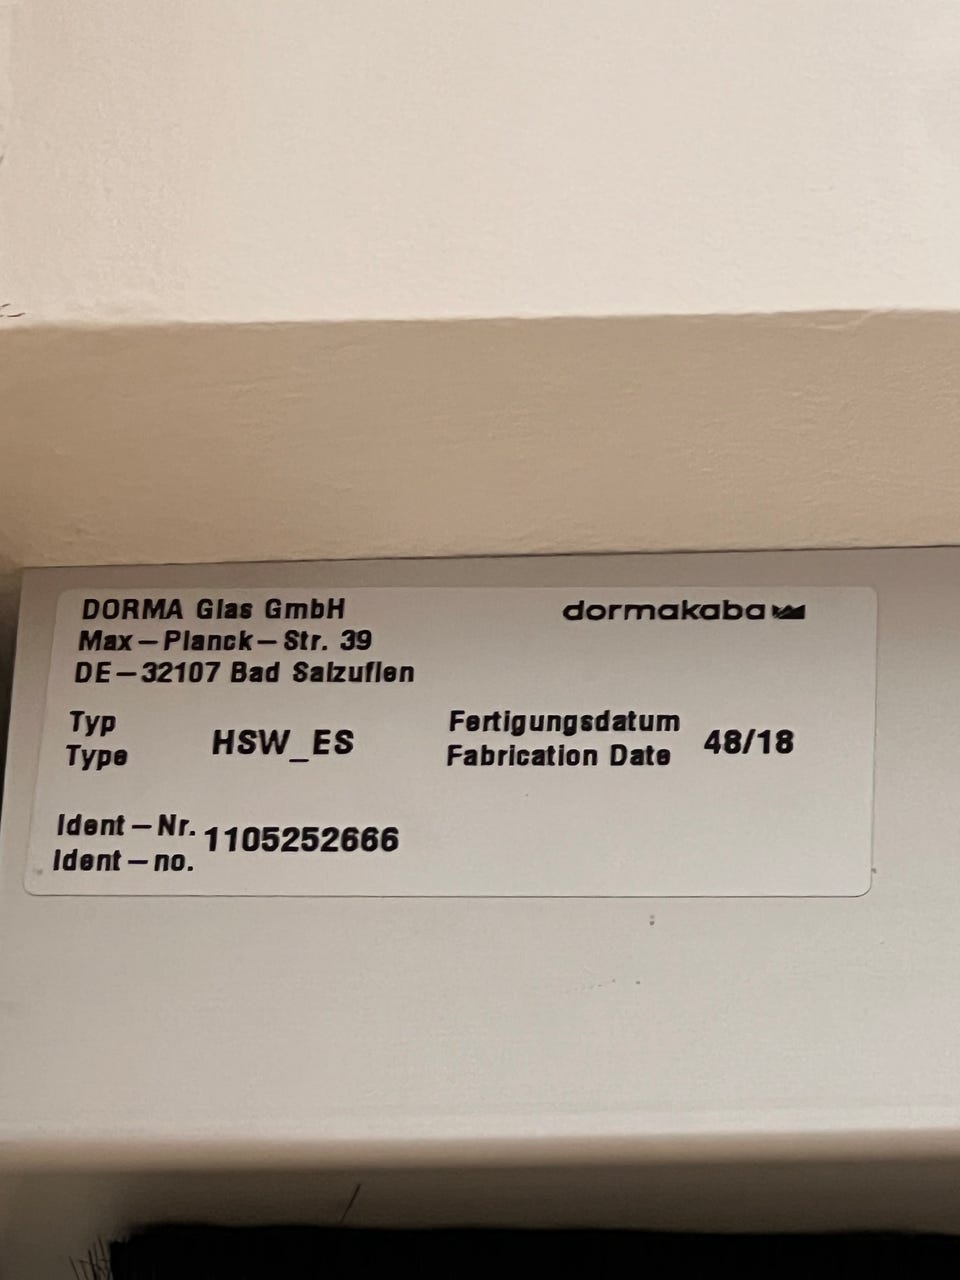 DORMA Glas GmbH
dormakaba
Max-Planck-Str. 39
DE-32107 Bad Salzuflen
Typ
Type
HSW_ES
Fertigungsdatum
Fabrication Date
48/18
Ident-Nr.
Ident-no.
1105252666